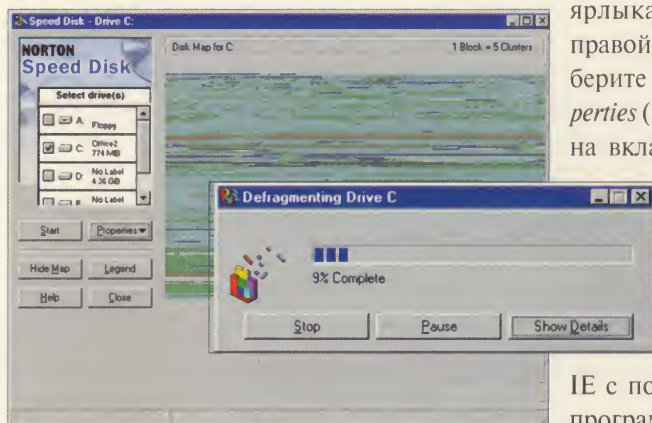 Speed Disk - Drive C:
NORTON
Speed Disk
Disk Map for C:
1 Block = 5 Clusters
Select drive(s)
A: Floppy
C: Office2
774 MB
D: No Label
4.36 GB
No Label
Start
Properties
Hide Map
Legend
Help
Close
Defragmenting Drive C
9% Complete
Stop
Pause
Show Details
ярлыка
правой
берите
perties (
на вкла
IE с по
програм